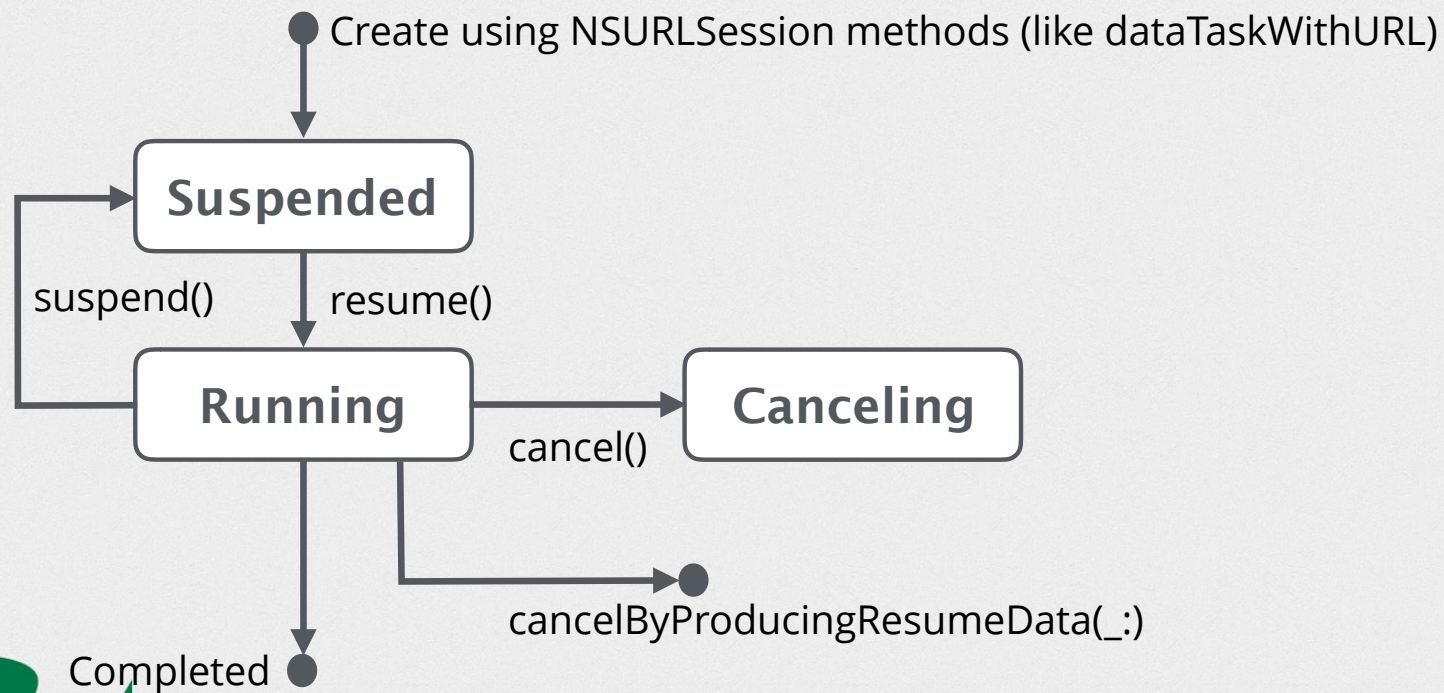 Create using NSURLSession methods (like dataTaskWithURL)
Suspended
suspend()
resume()
Running
Canceling
cancel()
cancelByProducingResumeData(_:)
Completed